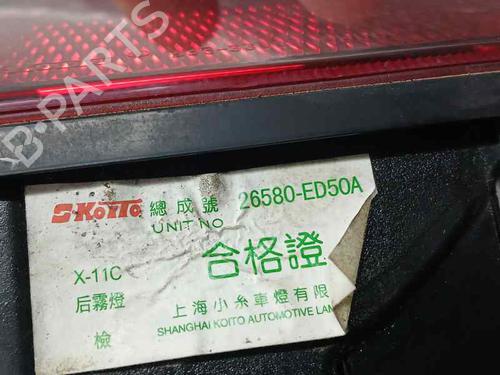 B-PARTS
S-KOITO 總成號 26580-ED50A
UNIT NO
X-11C 合格證
后霧燈
上海小糸車燈有限
檢 SHANGHAI KOITO AUTOMOTIVE LAM